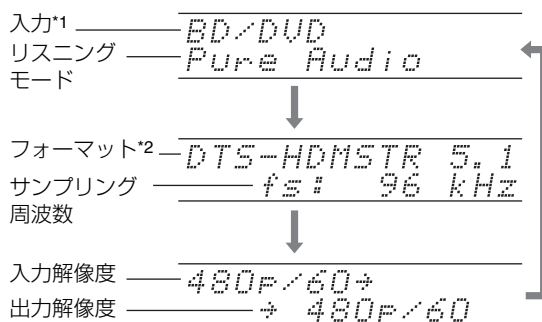 入力*1
BD/DVD
リスニング
モード
Pure Audio
フォーマット*2
DTS-HDMSTR 5.1
サンプリング
周波数
fs: 96 kHz
入力解像度
480p/60→
出力解像度
→ 480p/60